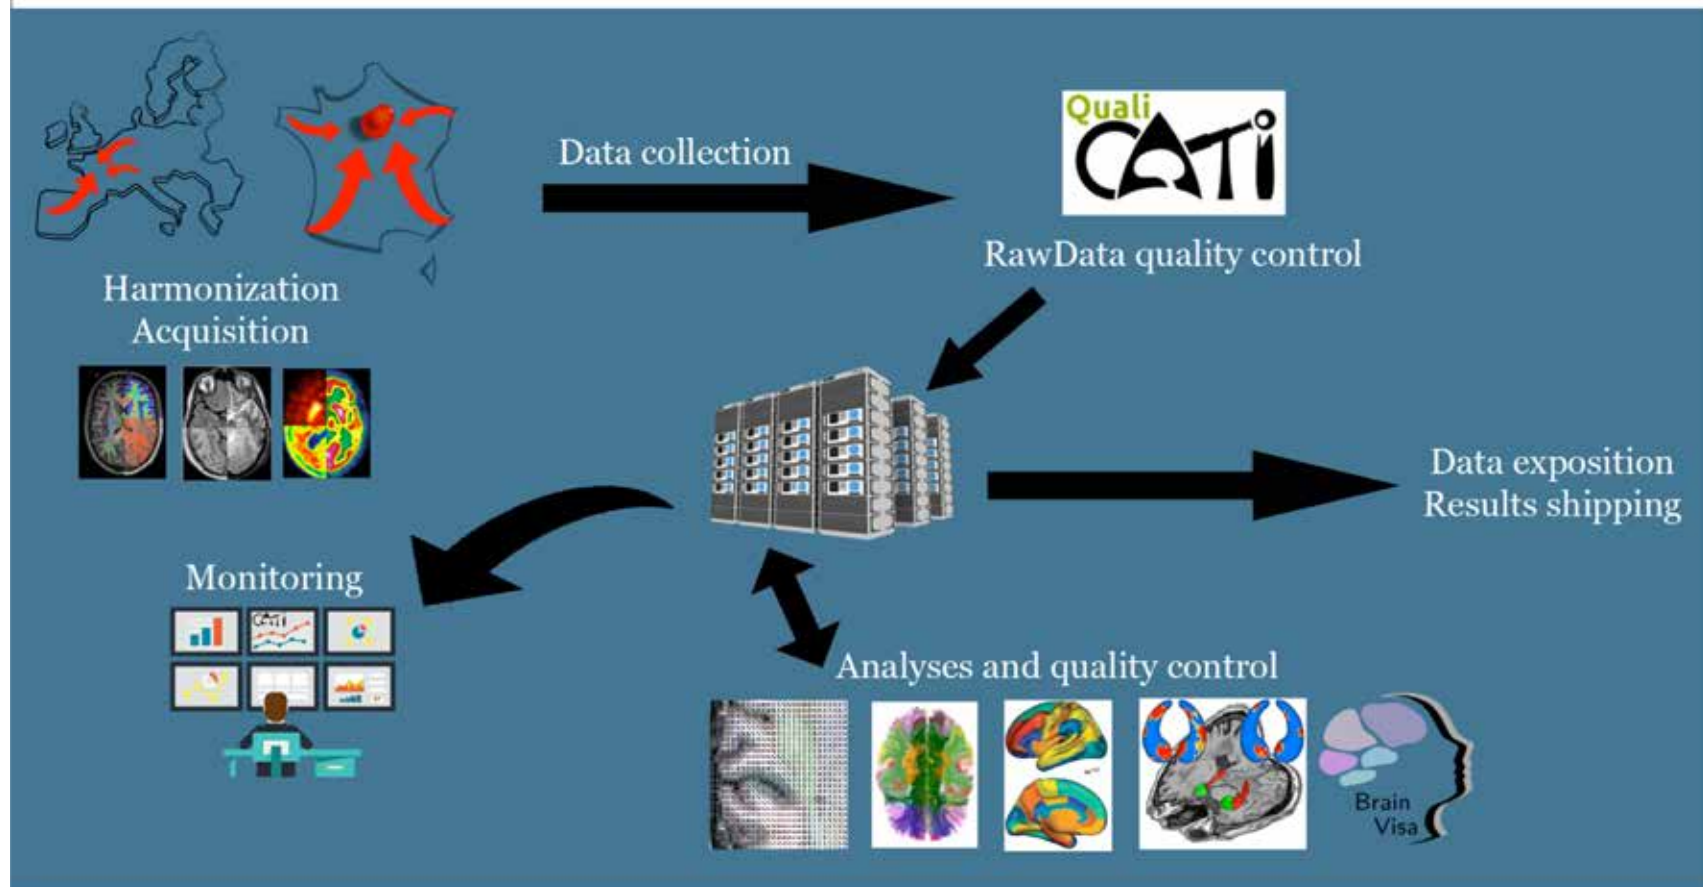 Data collection
Quali
CATi
RawData quality control
Harmonization
Acquisition
Data exposition
Results shipping
Monitoring
CATi
Analyses and quality control
Brain
Visa